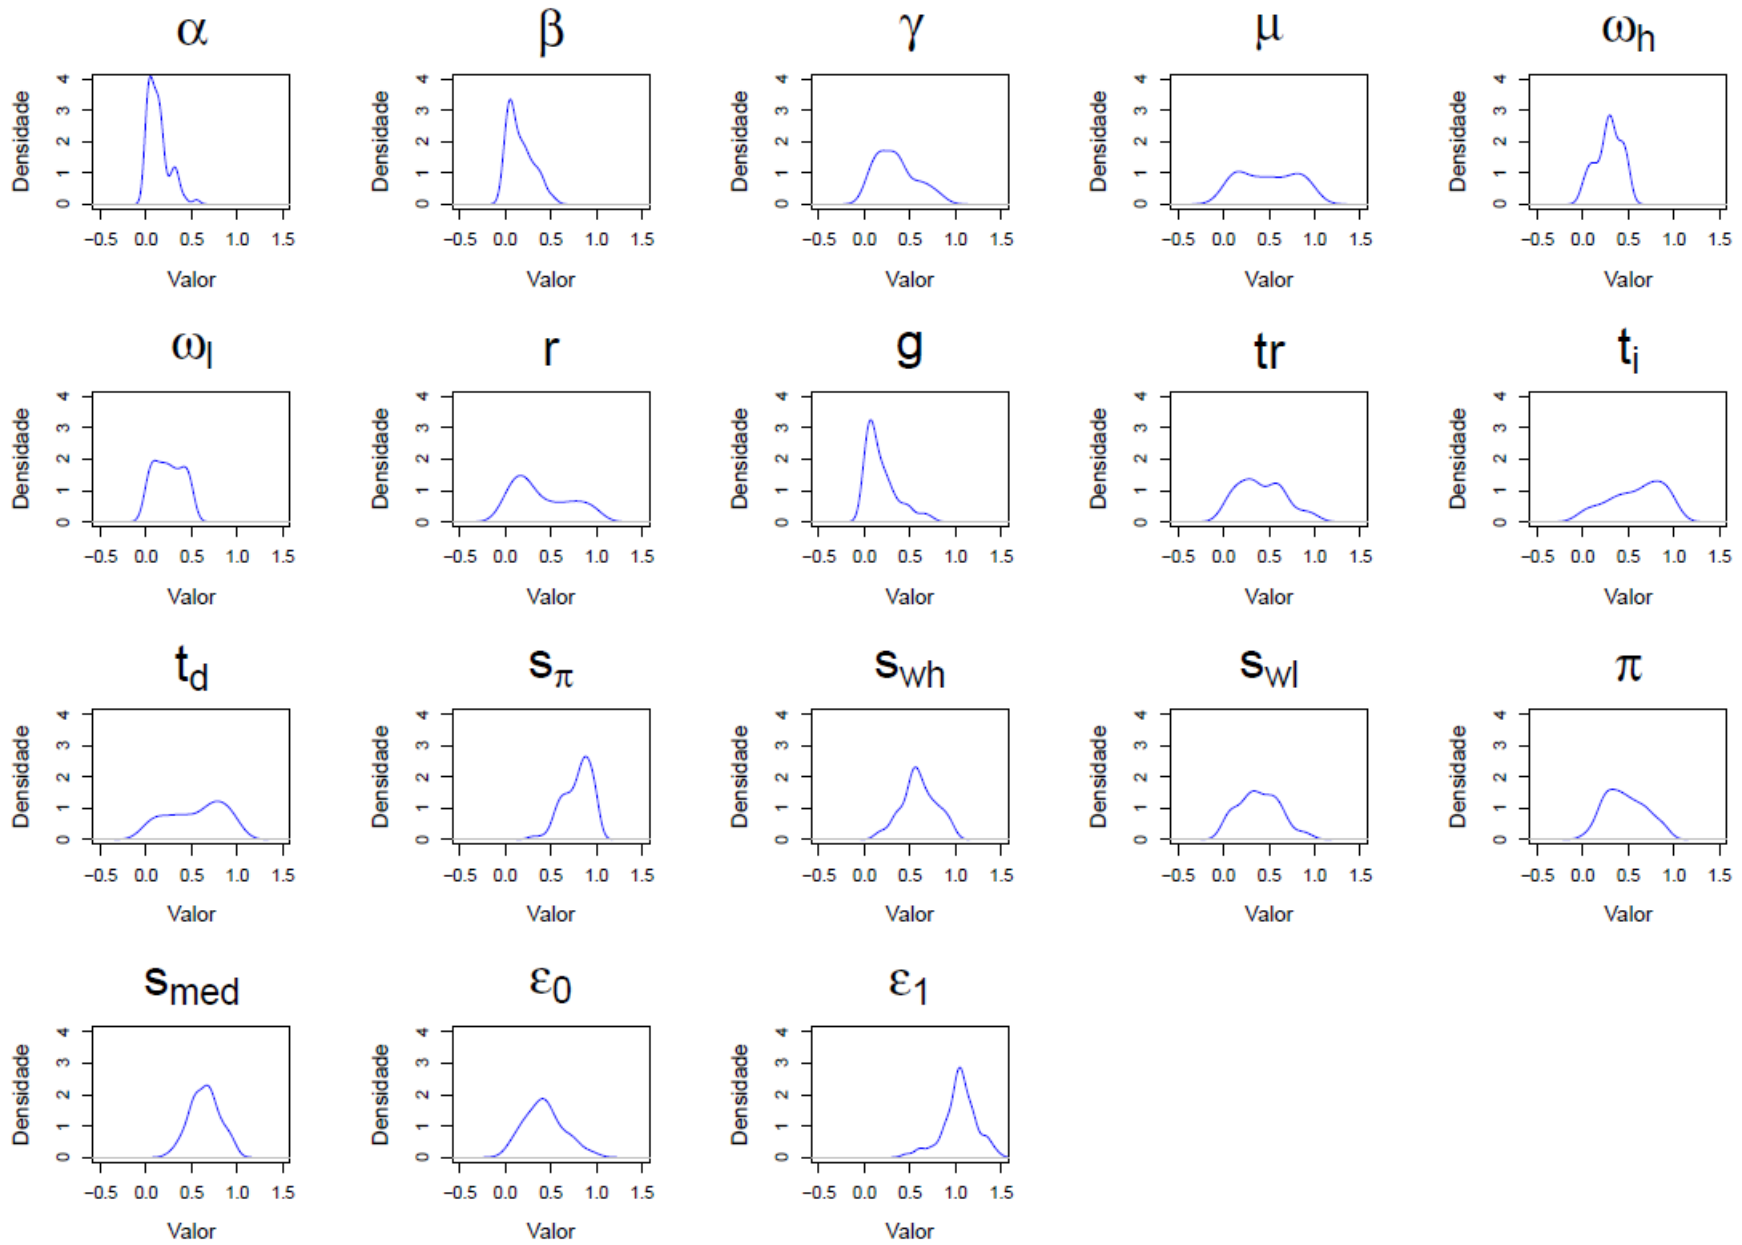 α β γ μ ωh
Densidade Densidade Densidade Densidade Densidade
0 1 2 3 4 0 1 2 3 4 0 1 2 3 4 0 1 2 3 4 0 1 2 3 4
−0.5 0.0 0.5 1.0 1.5 −0.5 0.0 0.5 1.0 1.5 −0.5 0.0 0.5 1.0 1.5 −0.5 0.0 0.5 1.0 1.5 −0.5 0.0 0.5 1.0 1.5
Valor Valor Valor Valor Valor
ωl r g tr ti
Densidade Densidade Densidade Densidade Densidade
0 1 2 3 4 0 1 2 3 4 0 1 2 3 4 0 1 2 3 4 0 1 2 3 4
−0.5 0.0 0.5 1.0 1.5 −0.5 0.0 0.5 1.0 1.5 −0.5 0.0 0.5 1.0 1.5 −0.5 0.0 0.5 1.0 1.5 −0.5 0.0 0.5 1.0 1.5
Valor Valor Valor Valor Valor
td sπ swh swl π
Densidade Densidade Densidade Densidade Densidade
0 1 2 3 4 0 1 2 3 4 0 1 2 3 4 0 1 2 3 4 0 1 2 3 4
−0.5 0.0 0.5 1.0 1.5 −0.5 0.0 0.5 1.0 1.5 −0.5 0.0 0.5 1.0 1.5 −0.5 0.0 0.5 1.0 1.5 −0.5 0.0 0.5 1.0 1.5
Valor Valor Valor Valor Valor
smed ε0 ε1
Densidade Densidade Densidade
0 1 2 3 4 0 1 2 3 4 0 1 2 3 4
−0.5 0.0 0.5 1.0 1.5 −0.5 0.0 0.5 1.0 1.5 −0.5 0.0 0.5 1.0 1.5
Valor Valor Valor